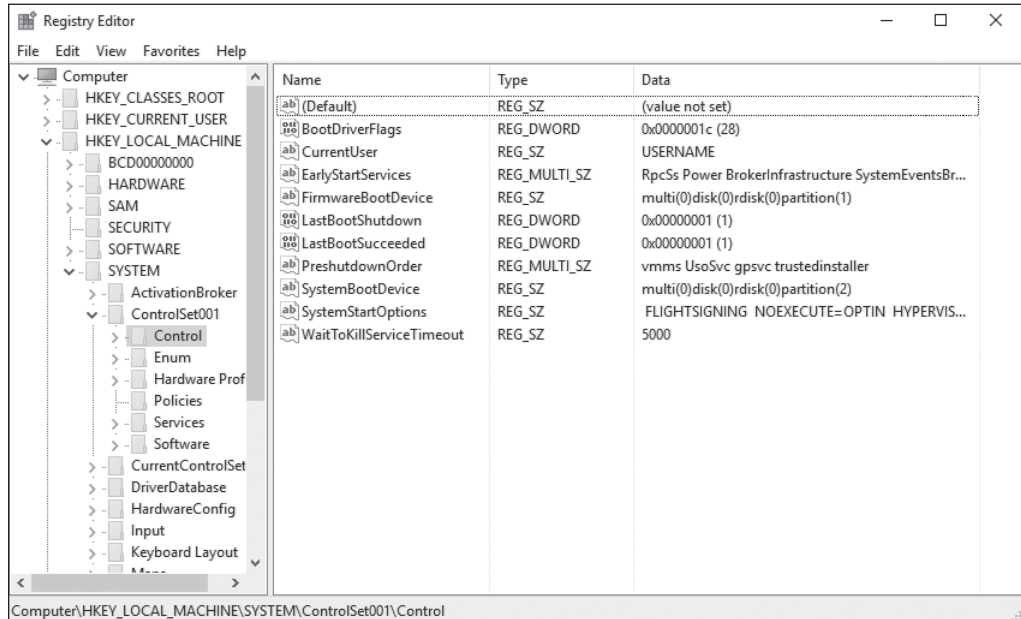 Registry Editor
File Edit View Favorites Help
Computer
HKEY_CLASSES_ROOT
HKEY_CURRENT_USER
HKEY_LOCAL_MACHINE
BCD00000000
HARDWARE
SAM
SECURITY
SOFTWARE
SYSTEM
ActivationBroker
ControlSet001
Control
Enum
Hardware Prof
Policies
Services
Software
CurrentControlSet
DriverDatabase
HardwareConfig
Input
Keyboard Layout
Name Type Data
(Default) REG_SZ (value not set)
BootDriverFlags REG_DWORD 0x0000001c (28)
CurrentUser REG_SZ USERNAME
EarlyStartServices REG_MULTI_SZ RpcSs Power BrokerInfrastructure SystemEventsBr...
FirmwareBootDevice REG_SZ multi(0)disk(0)rdisk(0)partition(1)
LastBootShutdown REG_DWORD 0x00000001 (1)
LastBootSucceeded REG_DWORD 0x00000001 (1)
PreshutdownOrder REG_MULTI_SZ vmms UsoSvc gpsvc trustedinstaller
SystemBootDevice REG_SZ multi(0)disk(0)rdisk(0)partition(2)
SystemStartOptions REG_SZ FLIGHTSIGNING NOEXECUTE=OPTIN HYPERVIS...
WaitToKillServiceTimeout REG_SZ 5000
Computer\HKEY_LOCAL_MACHINE\SYSTEM\ControlSet001\Control